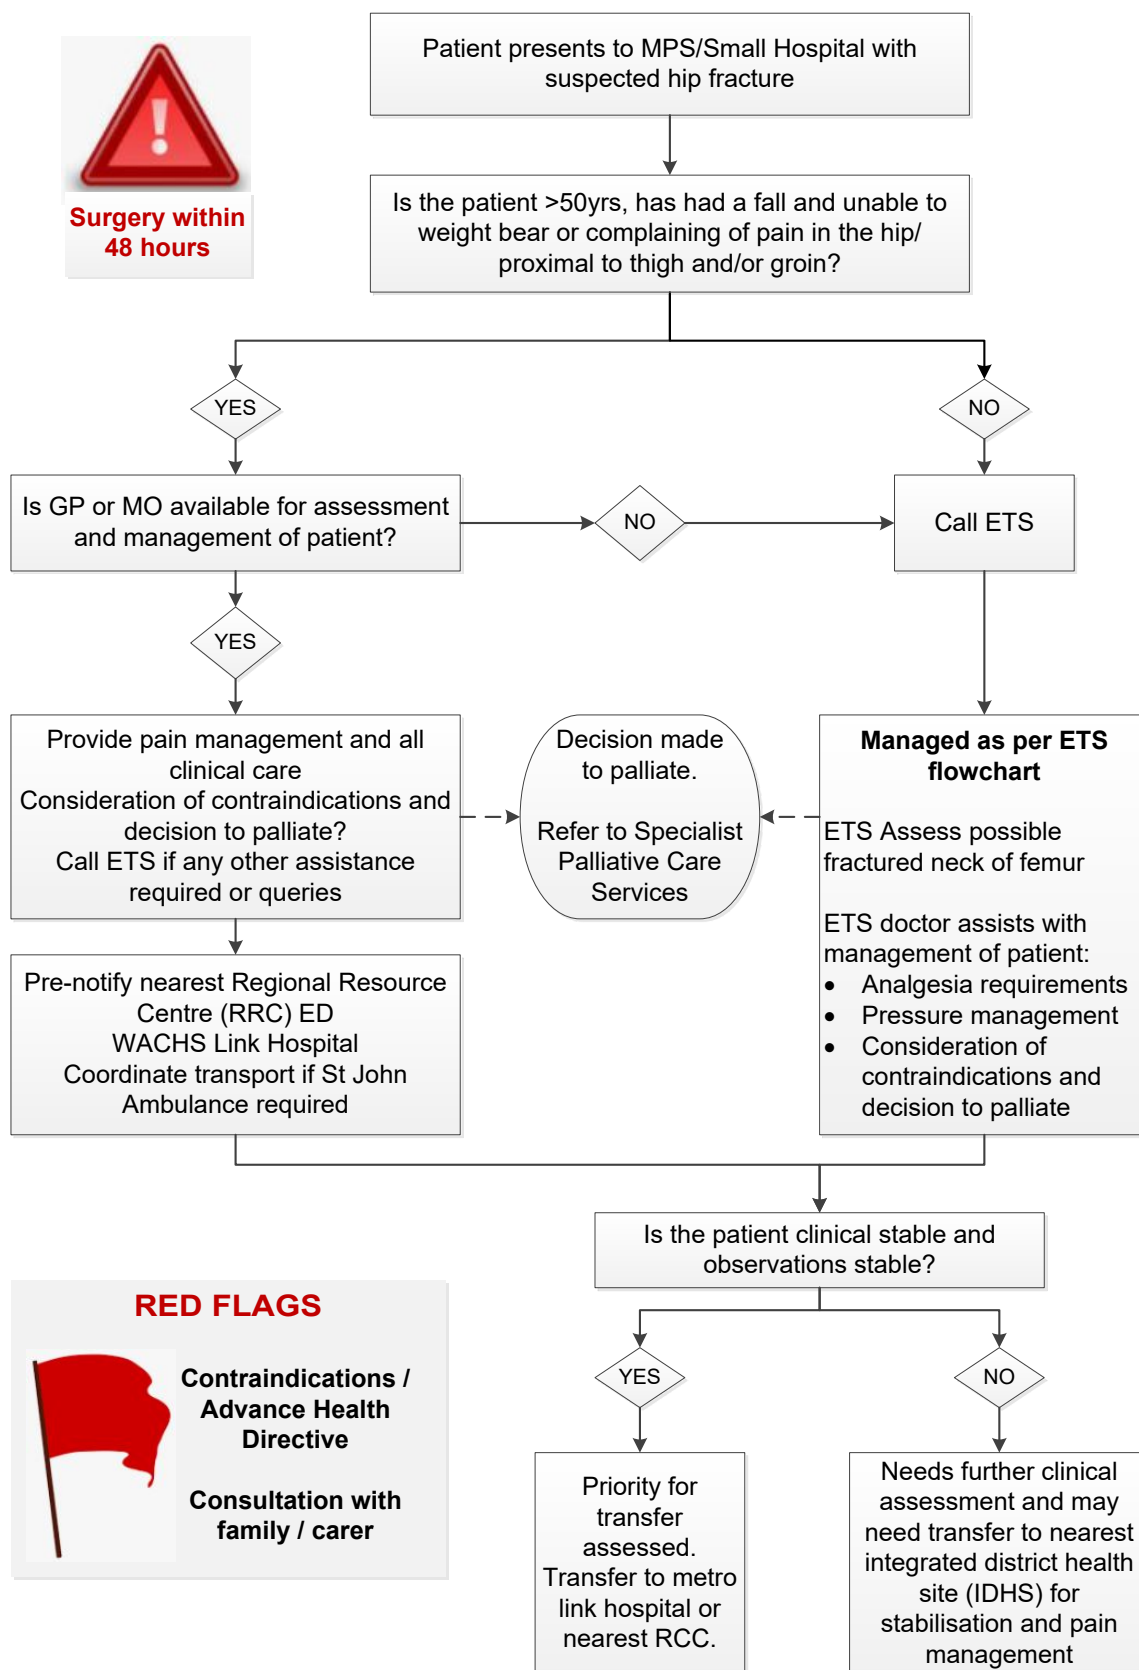 Patient presents to MPS/Small Hospital with
suspected hip fracture
Surgery within
48 hours
Is the patient >50yrs, has had a fall and unable to
weight bear or complaining of pain in the hip/
proximal to thigh and/or groin?
YES
NO
Is GP or MO available for assessment
and management of patient?
NO
Call ETS
YES
Provide pain management and all
clinical care
Consideration of contraindications and
decision to palliate?
Call ETS if any other assistance
required or queries
Decision made
to palliate.
Refer to Specialist
Palliative Care
Services
Managed as per ETS
flowchart
ETS Assess possible
fractured neck of femur
ETS doctor assists with
management of patient:
• Analgesia requirements
• Pressure management
• Consideration of
contraindications and
decision to palliate
Pre-notify nearest Regional Resource
Centre (RRC) ED
WACHS Link Hospital
Coordinate transport if St John
Ambulance required
Is the patient clinical stable and
observations stable?
RED FLAGS
Contraindications /
Advance Health
Directive
Consultation with
family / carer
YES
NO
Priority for
transfer
assessed.
Transfer to metro
link hospital or
nearest RCC.
Needs further clinical
assessment and may
need transfer to nearest
integrated district health
site (IDHS) for
stabilisation and pain
management